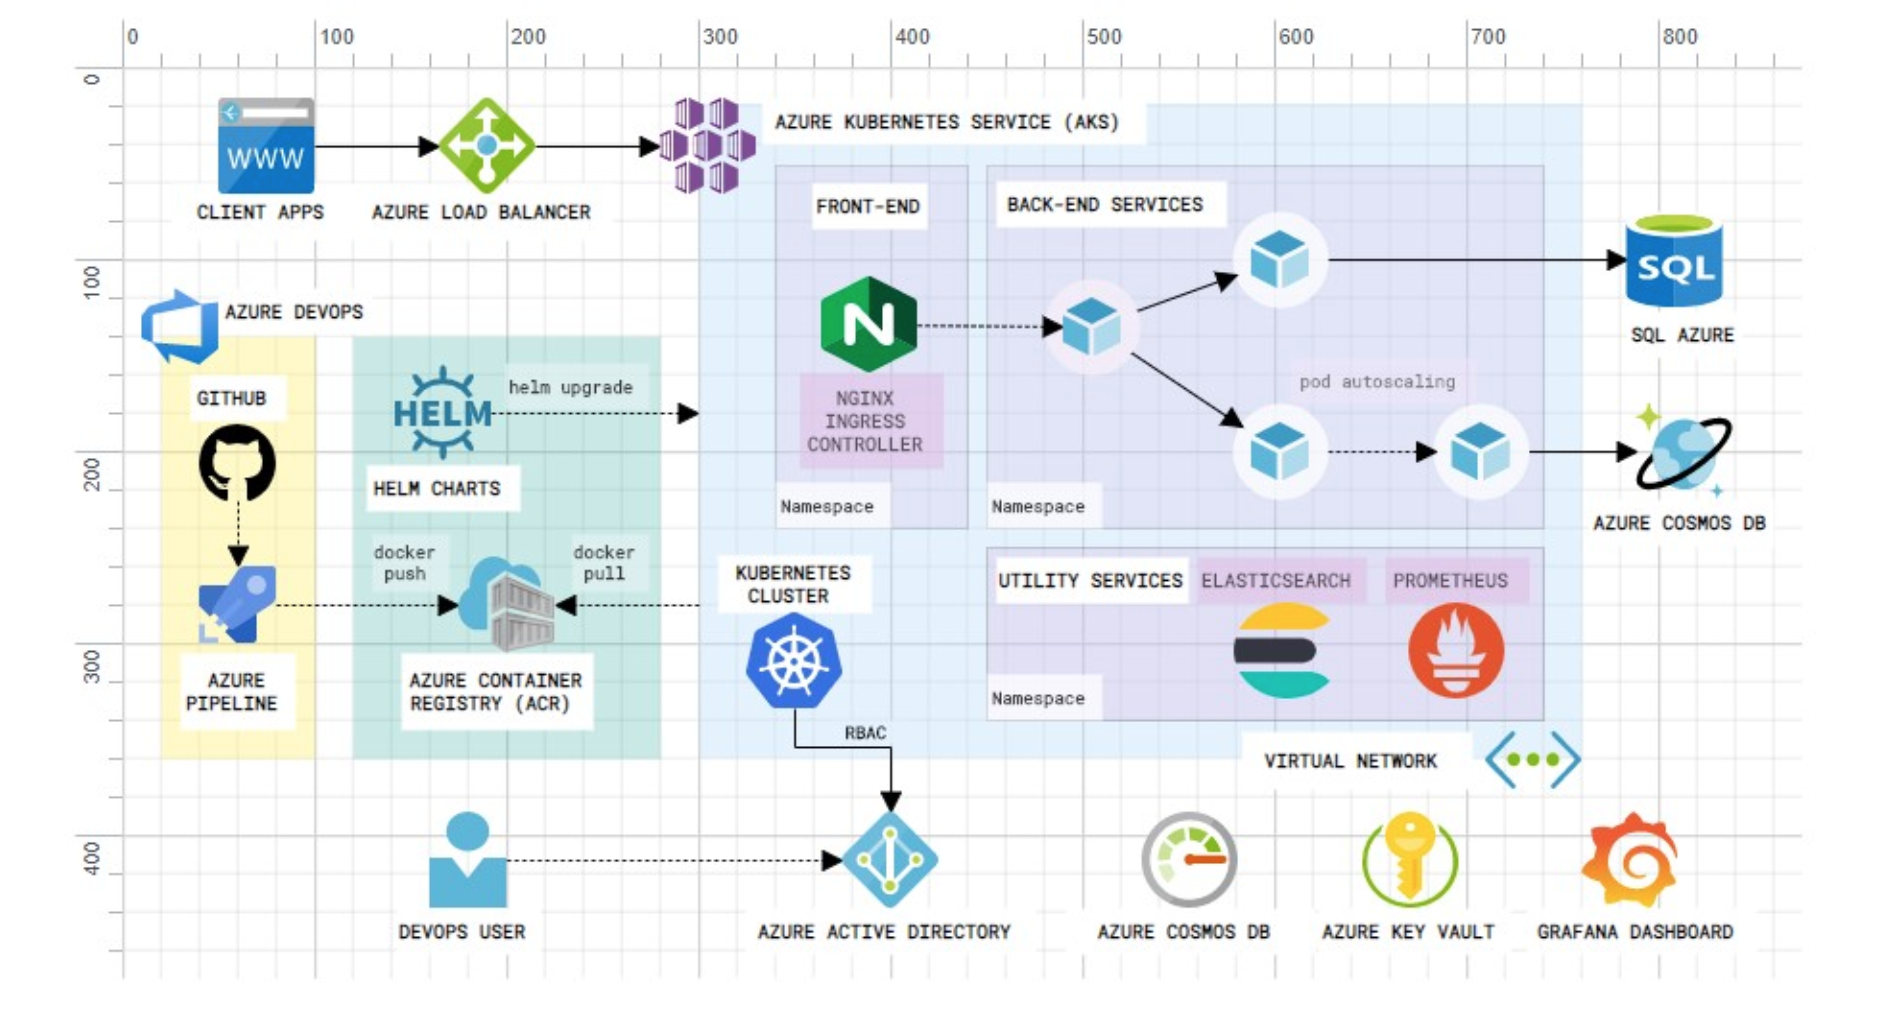 0 100 200 300 400 500 600 700 800
0
100
200
300
400
WWW
CLIENT APPS
AZURE LOAD BALANCER
AZURE KUBERNETES SERVICE (AKS)
FRONT-END
BACK-END SERVICES
SQL
SQL AZURE
AZURE DEVOPS
GITHUB
HELM
helm upgrade
HELM CHARTS
N
NGINX
INGRESS
CONTROLLER
Namespace
pod autoscaling
Namespace
AZURE COSMOS DB
docker
push
docker
pull
AZURE
PIPELINE
AZURE CONTAINER
REGISTRY (ACR)
KUBERNETES
CLUSTER
RBAC
UTILITY SERVICES
ELASTICSEARCH
PROMETHEUS
Namespace
VIRTUAL NETWORK
DEVOPS USER
AZURE ACTIVE DIRECTORY
AZURE COSMOS DB
AZURE KEY VAULT
GRAFANA DASHBOARD